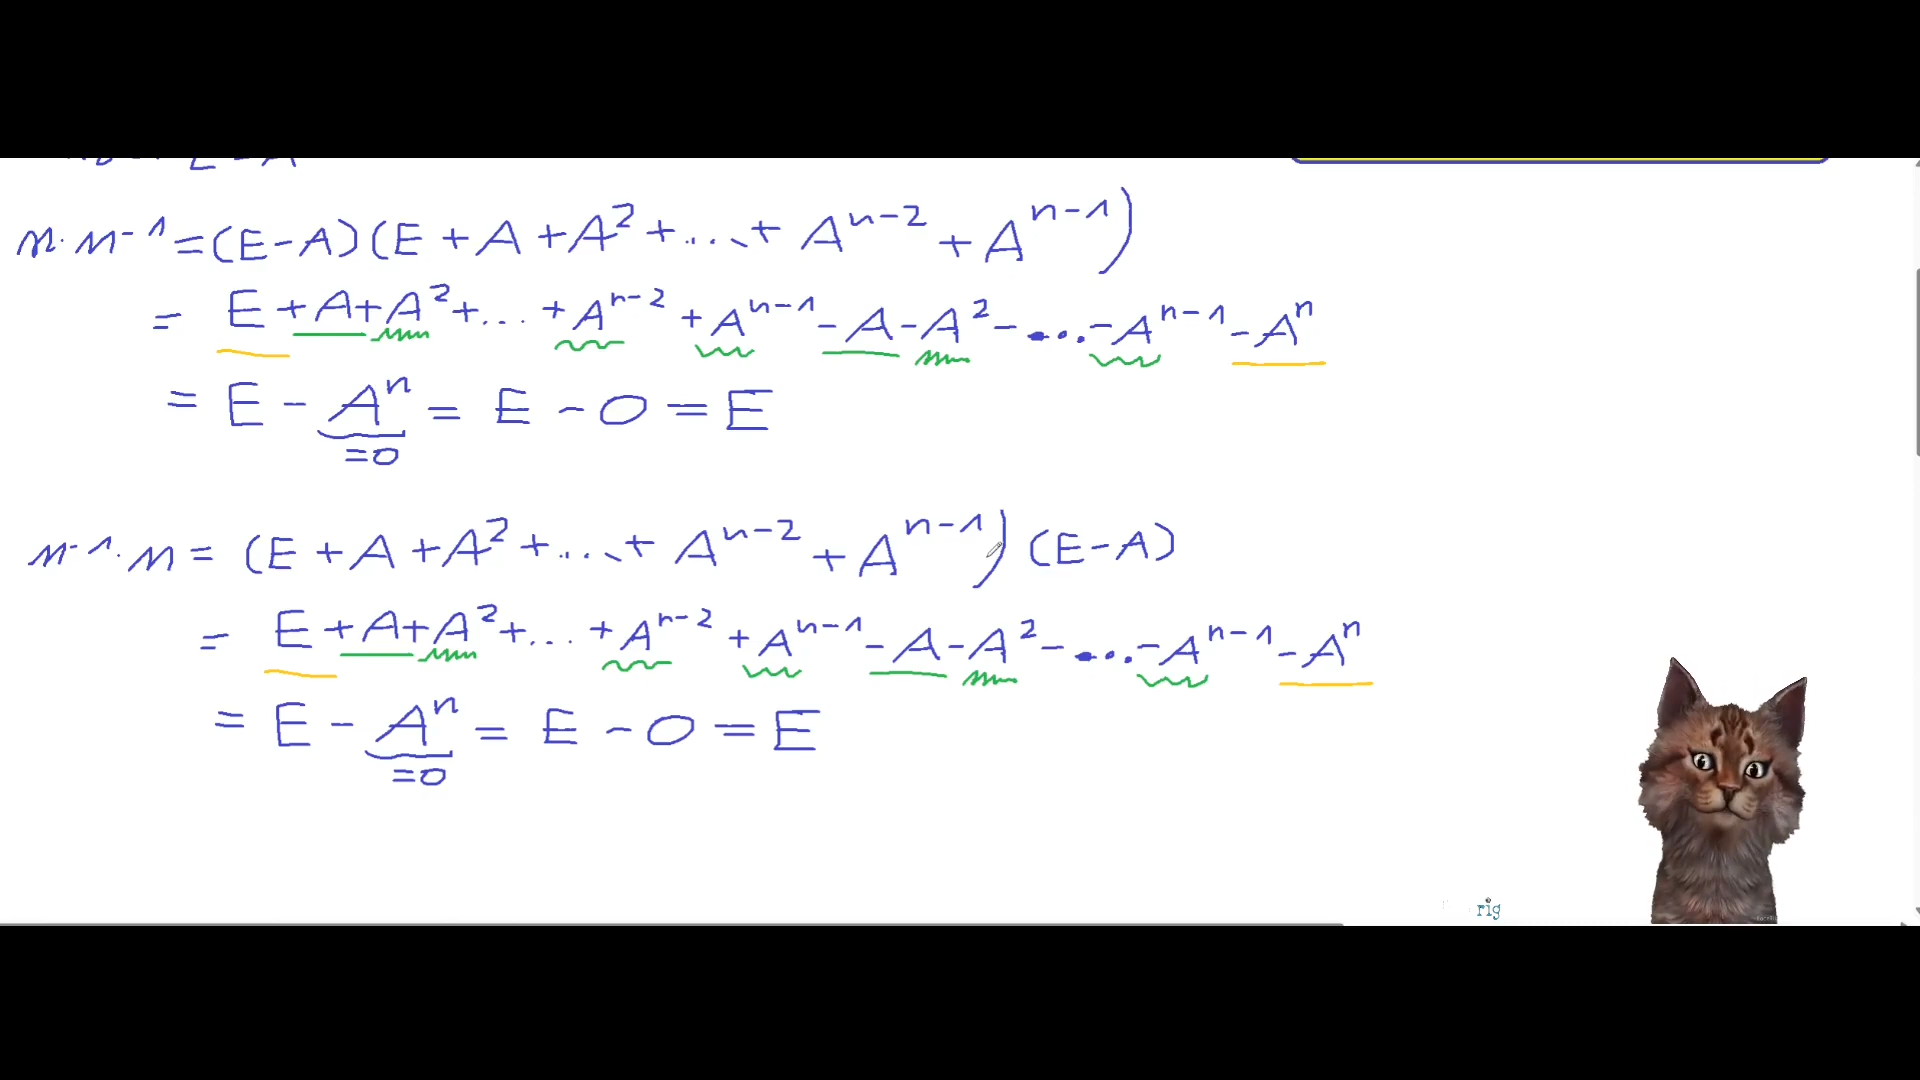 E-A
M·M⁻¹=(E-A)(E+A+A²+....+Aⁿ⁻²+Aⁿ⁻¹)
= E+A+A²+...+Aⁿ⁻²+Aⁿ⁻¹-A-A²-...-Aⁿ⁻¹-Aⁿ
= E-Aⁿ=E-0=E
=0
M⁻¹·M=(E+A+A²+....+Aⁿ⁻²+Aⁿ⁻¹)(E-A)
= E+A+A²+...+Aⁿ⁻²+Aⁿ⁻¹-A-A²-...-Aⁿ⁻¹-Aⁿ
= E-Aⁿ=E-0=E
=0
rig